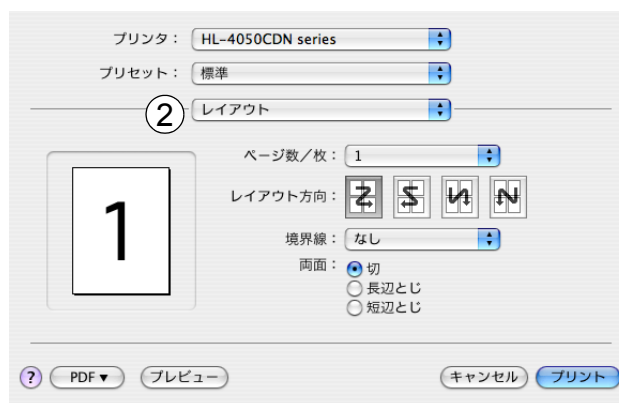 プリンタ： HL-4050CDN series
プリセット： 標準
② レイアウト
ページ数／枚： 1
1
レイアウト方向：
境界線： なし
両面： 切
長辺とじ
短辺とじ
? PDF▼ プレビュー キャンセル プリント